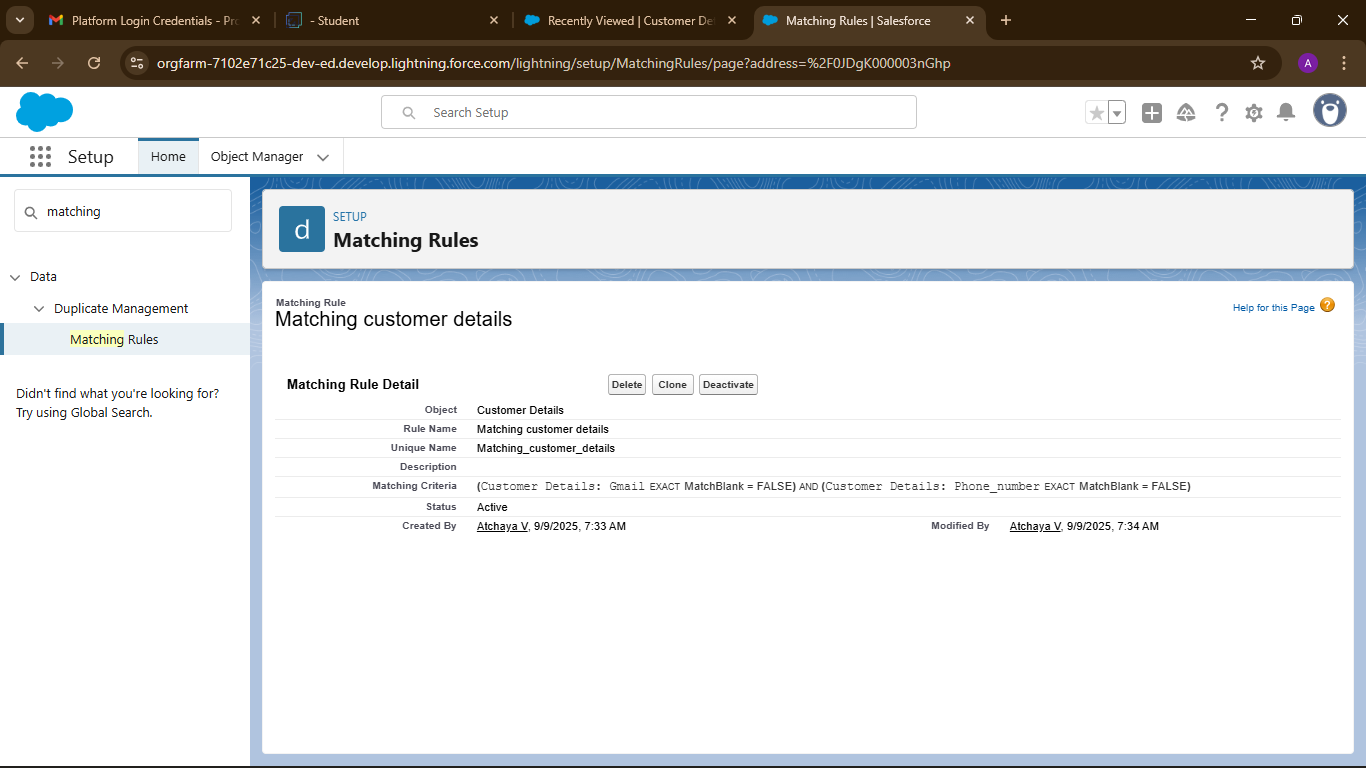 Platform Login Credentials - Pro
- Student
Recently Viewed | Customer Det
Matching Rules | Salesforce
orgfarm-7102e71c25-dev-ed.develop.lightning.force.com/lightning/setup/MatchingRules/page?address=%2F0JDgK000003nGhp
A
Search Setup
Setup
Home
Object Manager
matching
SETUP
d
Matching Rules
Data
Duplicate Management
Matching Rules
Didn't find what you're looking for?
Try using Global Search.
Matching Rule
Matching customer details
Help for this Page ?
Matching Rule Detail
Delete Clone Deactivate
Object Customer Details
Rule Name Matching customer details
Unique Name Matching_customer_details
Description
Matching Criteria (Customer Details: Gmail EXACT MatchBlank = FALSE) AND (Customer Details: Phone_number EXACT MatchBlank = FALSE)
Status Active
Created By Atchaya V, 9/9/2025, 7:33 AM Modified By Atchaya V, 9/9/2025, 7:34 AM